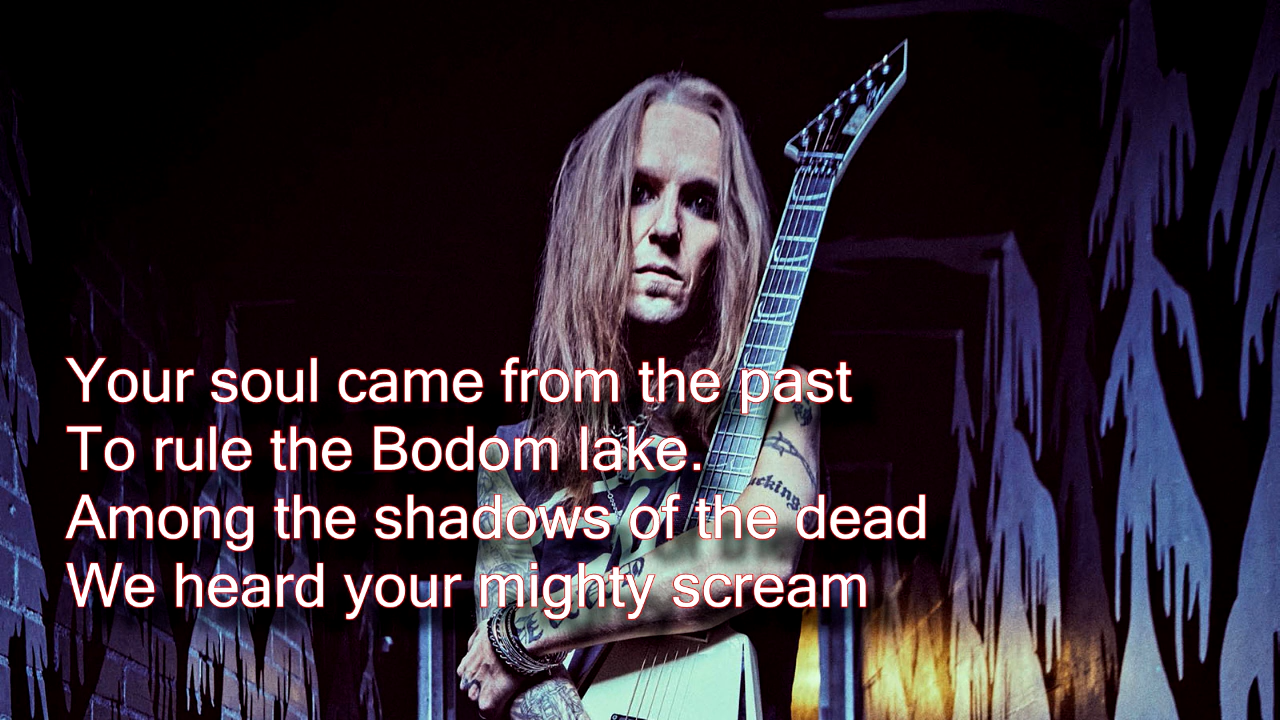 Your soul came from the past
To rule the Bodom lake.
Among the shadows of the dead
We heard your mighty scream